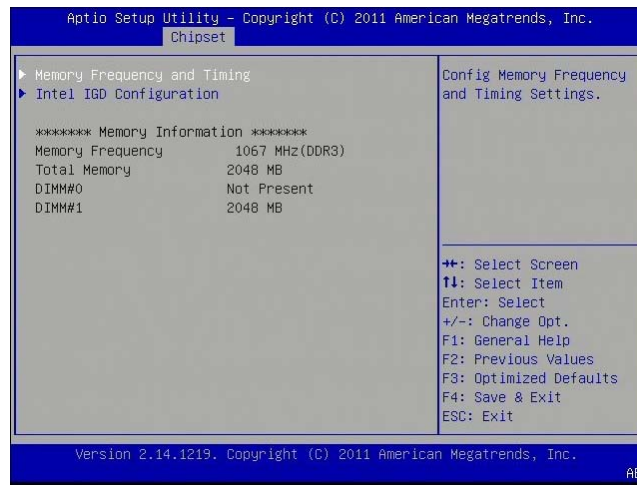 Aptio Setup Utility – Copyright (C) 2011 American Megatrends, Inc.
Chipset
▶ Memory Frequency and Timing
▶ Intel IGD Configuration
******* Memory Information *******
Memory Frequency 1067 MHz(DDR3)
Total Memory 2048 MB
DIMM#0 Not Present
DIMM#1 2048 MB
Config Memory Frequency
and Timing Settings.
→←: Select Screen
↑↓: Select Item
Enter: Select
+/-: Change Opt.
F1: General Help
F2: Previous Values
F3: Optimized Defaults
F4: Save & Exit
ESC: Exit
Version 2.14.1219. Copyright (C) 2011 American Megatrends, Inc.
AB